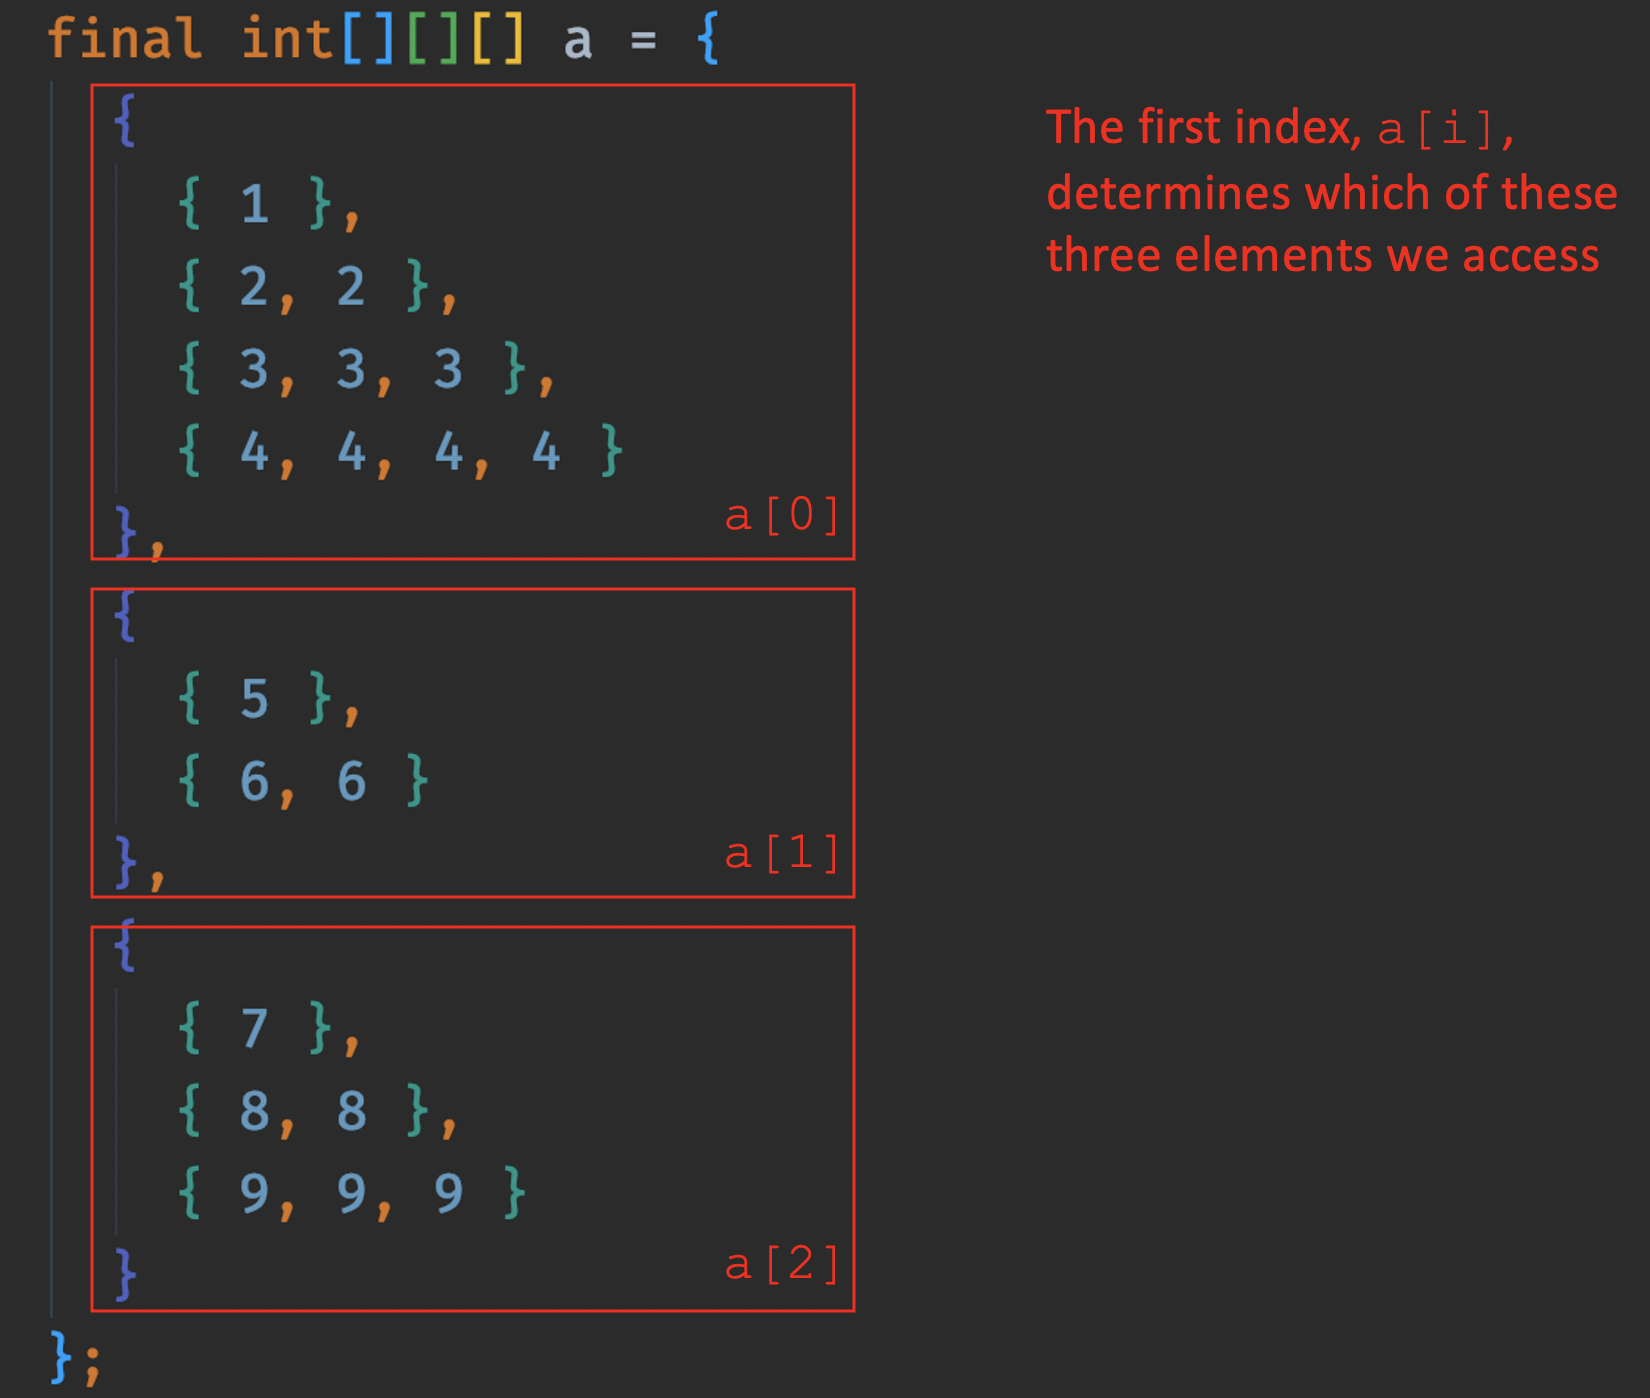 final int[][][] a = {
{
{ 1 },
{ 2, 2 },
{ 3, 3, 3 },
{ 4, 4, 4, 4 }
},
a[0]
{
{ 5 },
{ 6, 6 }
},
a[1]
{
{ 7 },
{ 8, 8 },
{ 9, 9, 9 }
}
a[2]
};
The first index, a[i],
determines which of these
three elements we access